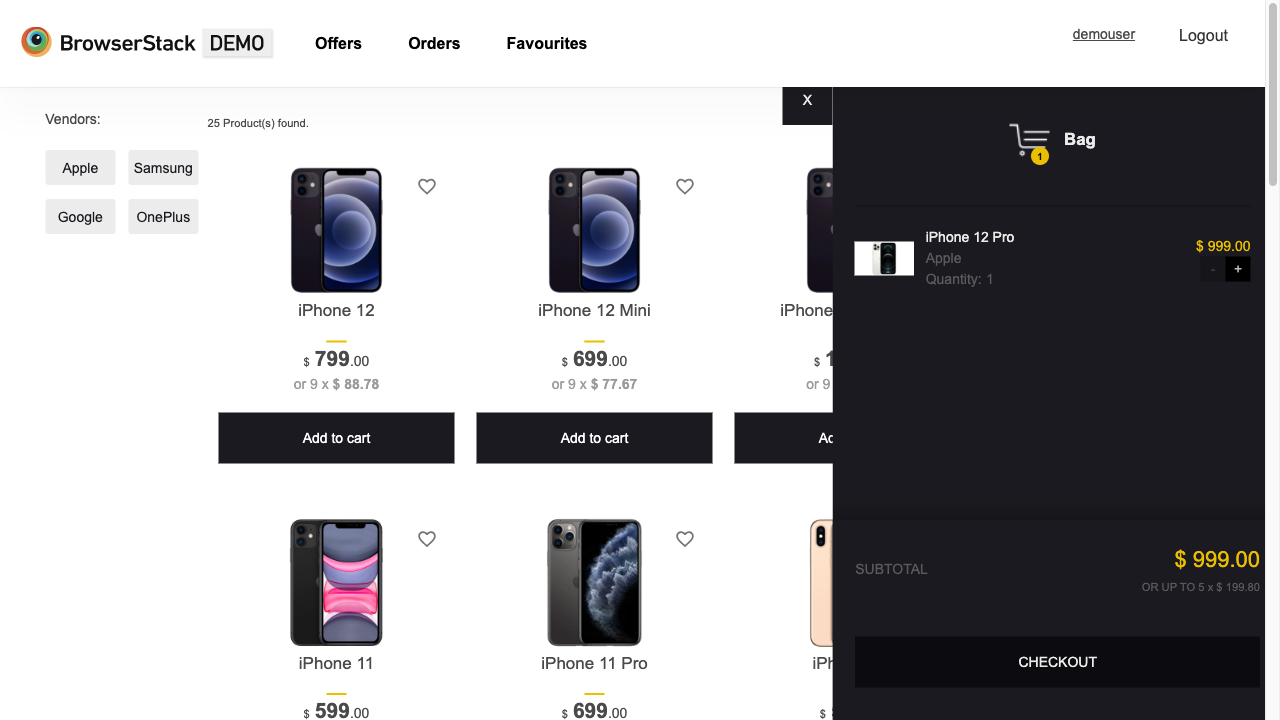 BrowserStack DEMO
Offers
Orders
Favourites
demouser
Logout
Vendors:
Apple
Samsung
Google
OnePlus
25 Product(s) found.
iPhone 12
$ 799.00
or 9 x $ 88.78
Add to cart
iPhone 12 Mini
$ 699.00
or 9 x $ 77.67
Add to cart
iPhone
$ 1
or 9
Ad
iPhone 11
$ 599.00
iPhone 11 Pro
$ 699.00
iPh
$
X
1
Bag
iPhone 12 Pro
Apple
Quantity: 1
$ 999.00
-
+
SUBTOTAL
$ 999.00
OR UP TO 5 x $ 199.80
CHECKOUT